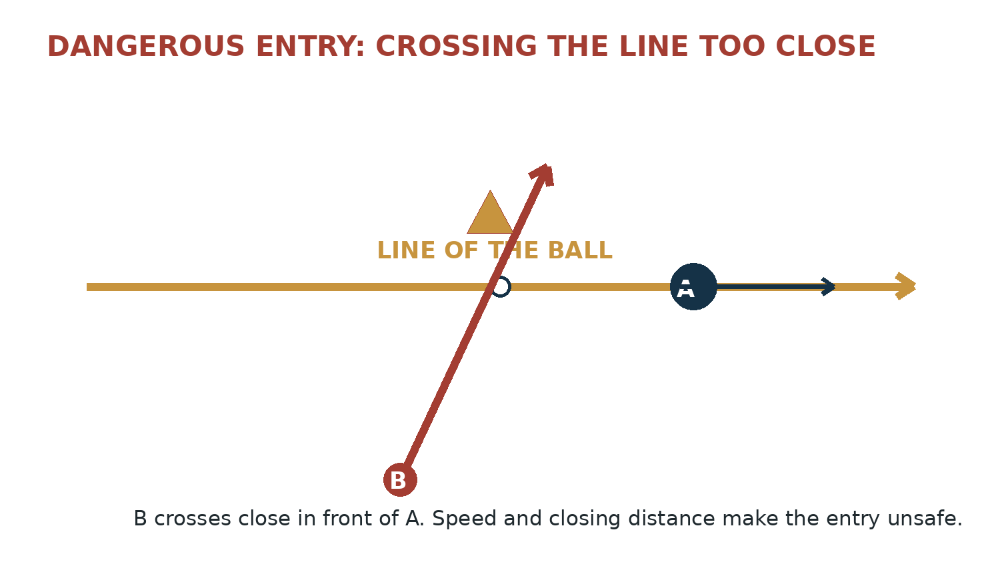 DANGEROUS ENTRY: CROSSING THE LINE TOO CLOSE
LINE OF THE BALL
A
B
B crosses close in front of A. Speed and closing distance make the entry unsafe.